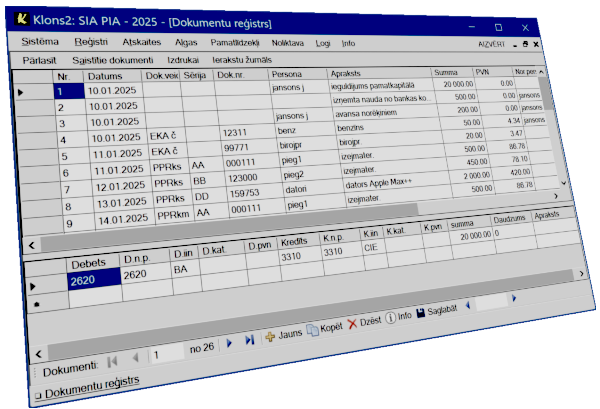 Klons2: SIA PIA - 2025 - [Dokumentu reģistrs]
Sistēma Reģistri Atskaites Algas Pamatlīdzekļi Noliktava Logi Info AIZVĒRT
Pārlasīt Saistītie dokumenti Izdrukai Ierakstu žurnāls
Nr. Datums Dok.veid Sērija Dok.nr. Persona Apraksts Summa PVN Nor.pers
1 10.01.2025 jansons j ieguldījums pamatkapitālā 20 000.00 0.00
2 10.01.2025 izņemta nauda no bankas ko... 500.00 0.00
3 10.01.2025 jansons j avansa norēķiniem 200.00 0.00 jansons
4 10.01.2025 EKA č 12311 benz benzīns 50.00 4.34 jansons
5 11.01.2025 EKA č 99771 birojpr birojpr 20.00 3.47
6 11.01.2025 PPRks AA 000111 pieg1 izejmater. 500.00 86.78
7 12.01.2025 PPRks BB 123000 pieg2 izejmater. 450.00 78.10
8 13.01.2025 PPRks DD 159753 datori dators Apple Max++ 2 000.00 420.00
9 14.01.2025 PPRkm AA 000111 pieg1 izejmater. 500.00 86.78
Debets D.n.p. D.iin D.kat. D.pvn Kredīts K.n.p. K.iin K.kat. K.pvn summa Daudzums Apraksts
2620 2620 BA 3310 3310 CIE 20 000.00 0
Dokumenti: 1 no 26 Jauns Kopēt Dzēst Info Saglabāt
Dokumentu reģistrs